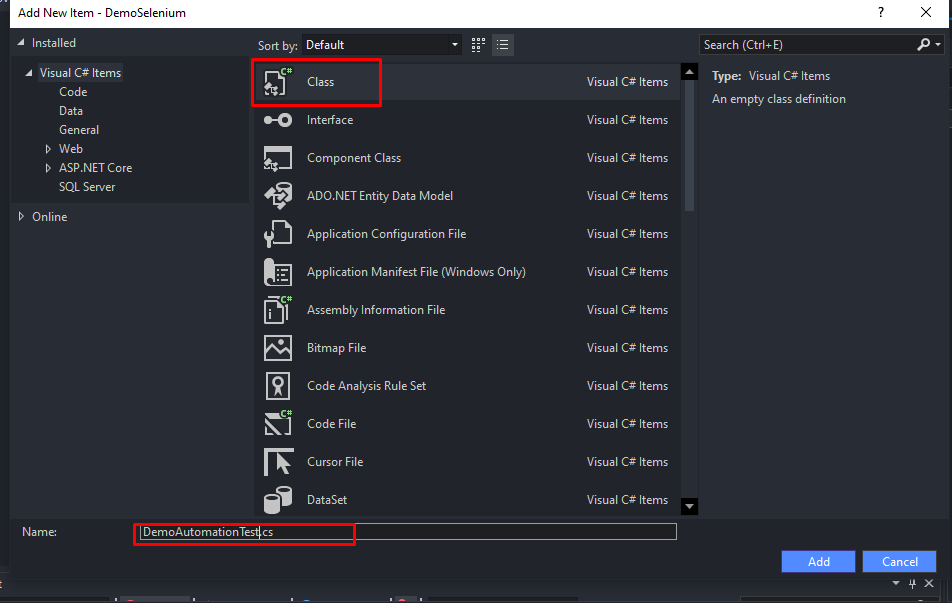 Add New Item - DemoSelenium
?
Installed
Sort by: Default
Search (Ctrl+E)
Visual C# Items
Code
Data
General
Web
ASP.NET Core
SQL Server
Online
C# Class Visual C# Items
Interface Visual C# Items
Component Class Visual C# Items
ADO.NET Entity Data Model Visual C# Items
Application Configuration File Visual C# Items
Application Manifest File (Windows Only) Visual C# Items
C# Assembly Information File Visual C# Items
Bitmap File Visual C# Items
Code Analysis Rule Set Visual C# Items
C# Code File Visual C# Items
Cursor File Visual C# Items
DataSet Visual C# Items
Type: Visual C# Items
An empty class definition
Name: DemoAutomationTest.cs
Add Cancel